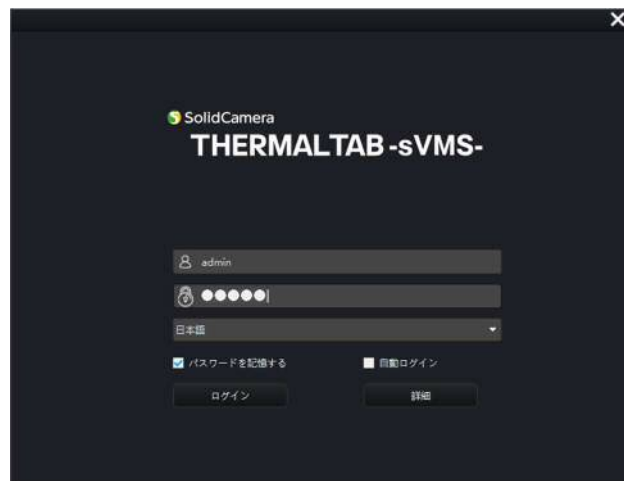 SolidCamera
THERMALTAB -sVMS-
admin
●●●●●
日本語
パスワードを記憶する
自動ログイン
ログイン
詳細